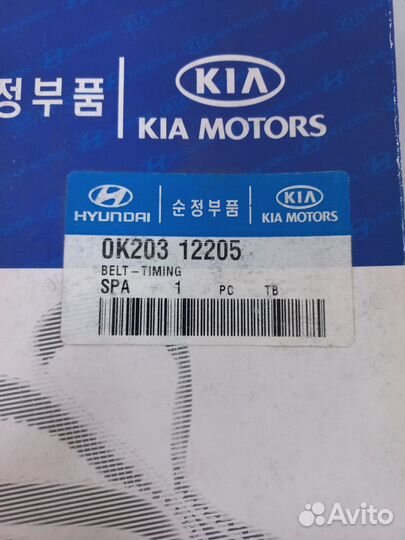 정부품
KIA
KIA MOTORS
HYUNDAI
순정부품
KIA
KIA MOTORS
0K203 12205
BELT-TIMING
SPA 1 PC TB
Avito